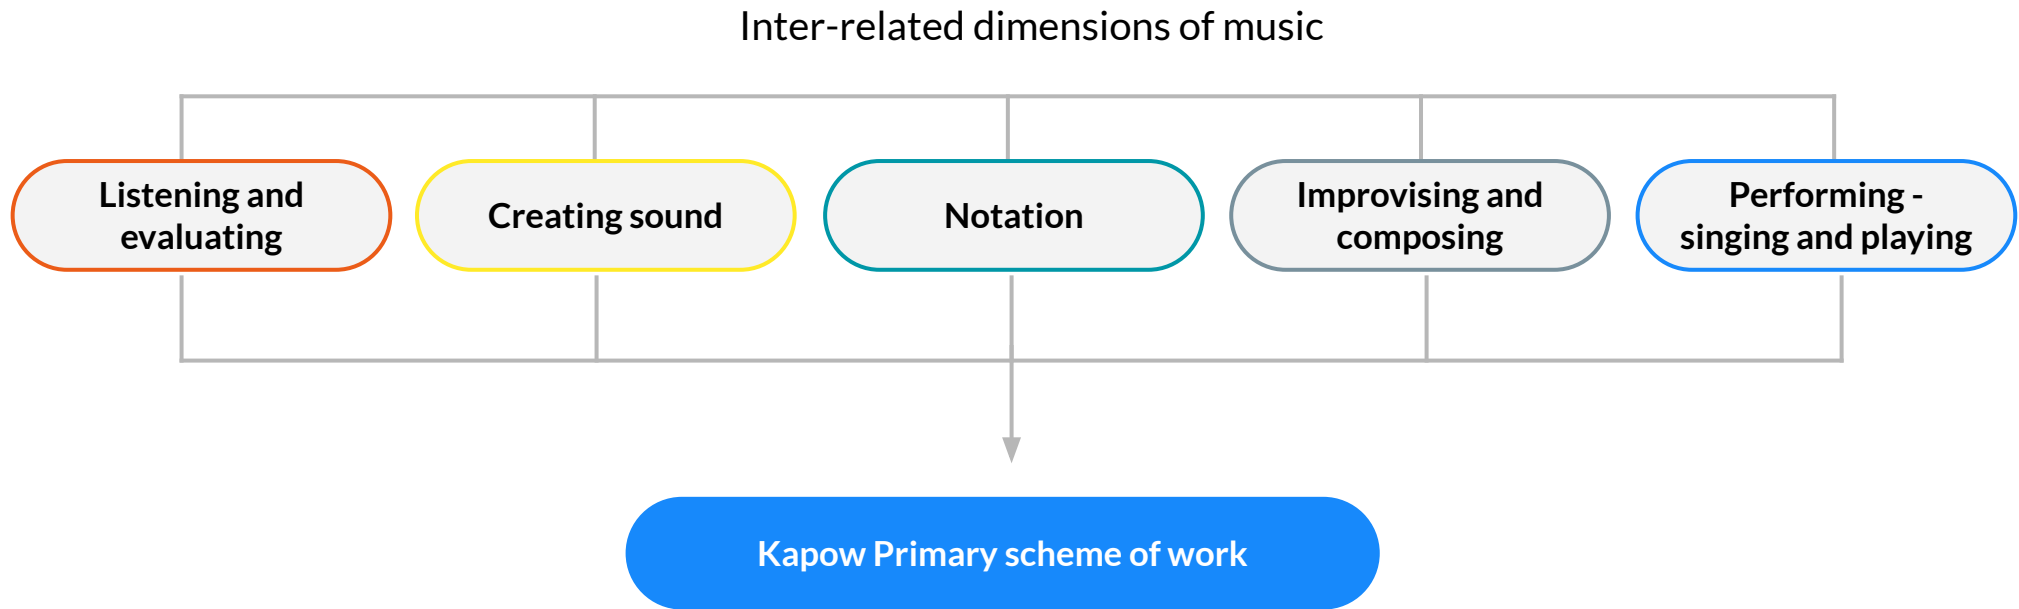 Inter-related dimensions of music
Listening and
evaluating
Creating sound
Notation
Improvising and
composing
Performing -
singing and playing
Kapow Primary scheme of work